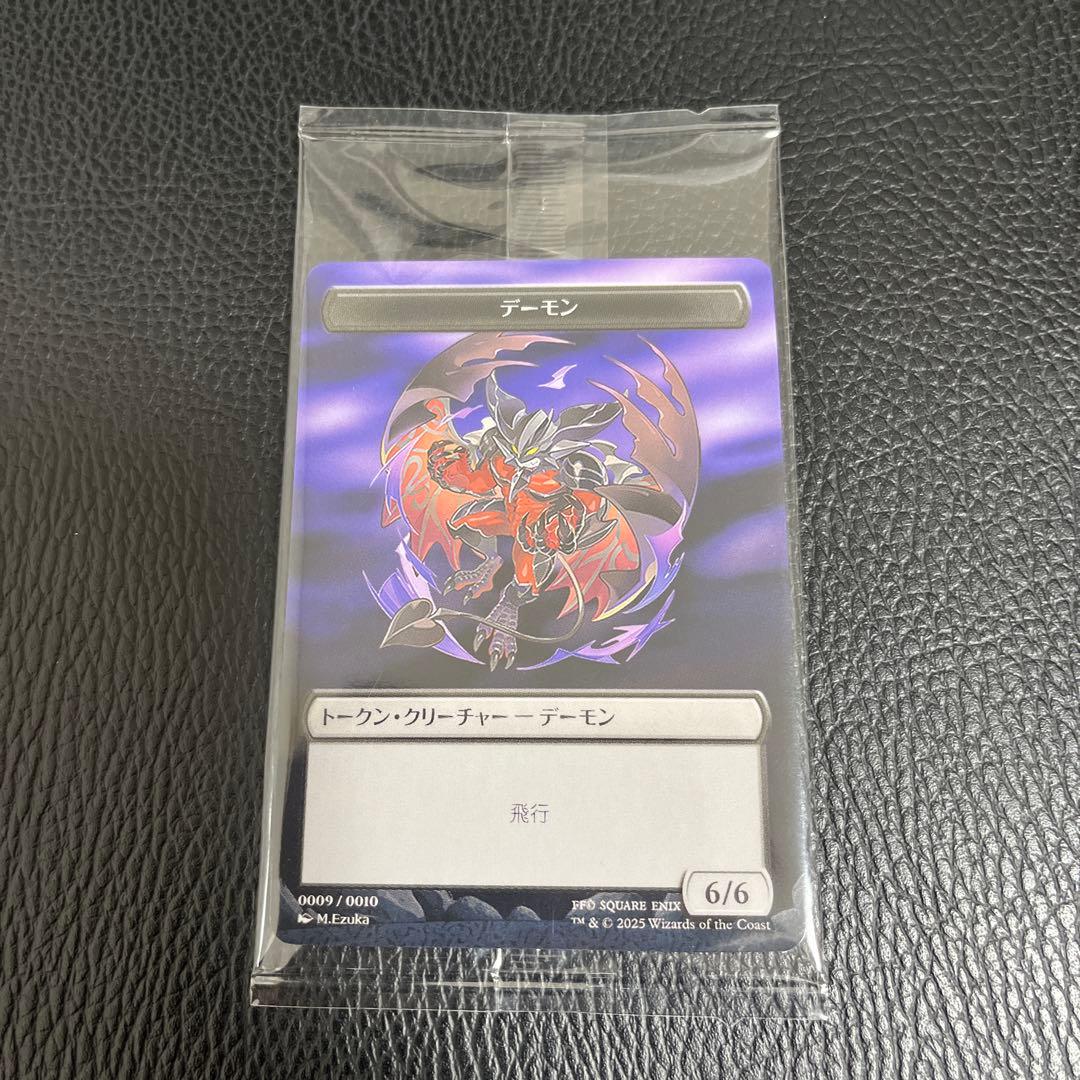 デーモン
トークン・クリーチャー — デーモン
飛行
6/6
0009 / 0010
M.Ezuka
FF© SQUARE ENIX
™ & © 2025 Wizards of the Coast